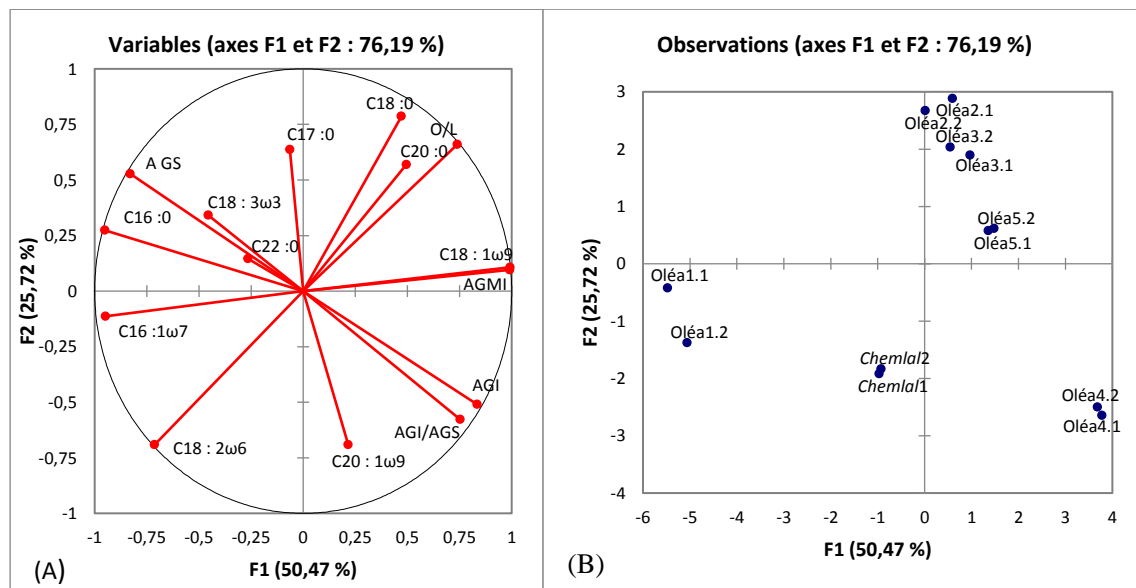 Variables (axes F1 et F2 : 76,19 %)
1
0,75
0,5
0,25
0
-0,25
-0,5
-0,75
-1
F2 (25,72 %)
C18 :0
O/L
C17 :0
C20 :0
A GS
C18 : 3ω3
C16 :0
C22 :0
C18 : 1ω9
AGMI
C16 :1ω7
AGI
AGI/AGS
C18 : 2ω6
C20 : 1ω9
-1 -0,75 -0,5 -0,25 0 0,25 0,5 0,75 1
F1 (50,47 %)
(A)
Observations (axes F1 et F2 : 76,19 %)
3
2
1
0
-1
-2
-3
-4
F2 (25,72 %)
Oléa2.1
Oléa2.2
Oléa3.2
Oléa3.1
Oléa5.2
Oléa5.1
Oléa1.1
Oléa1.2
Chemlal2
Chemlal1
Oléa4.2
Oléa4.1
-6 -5 -4 -3 -2 -1 0 1 2 3 4
F1 (50,47 %)
(B)